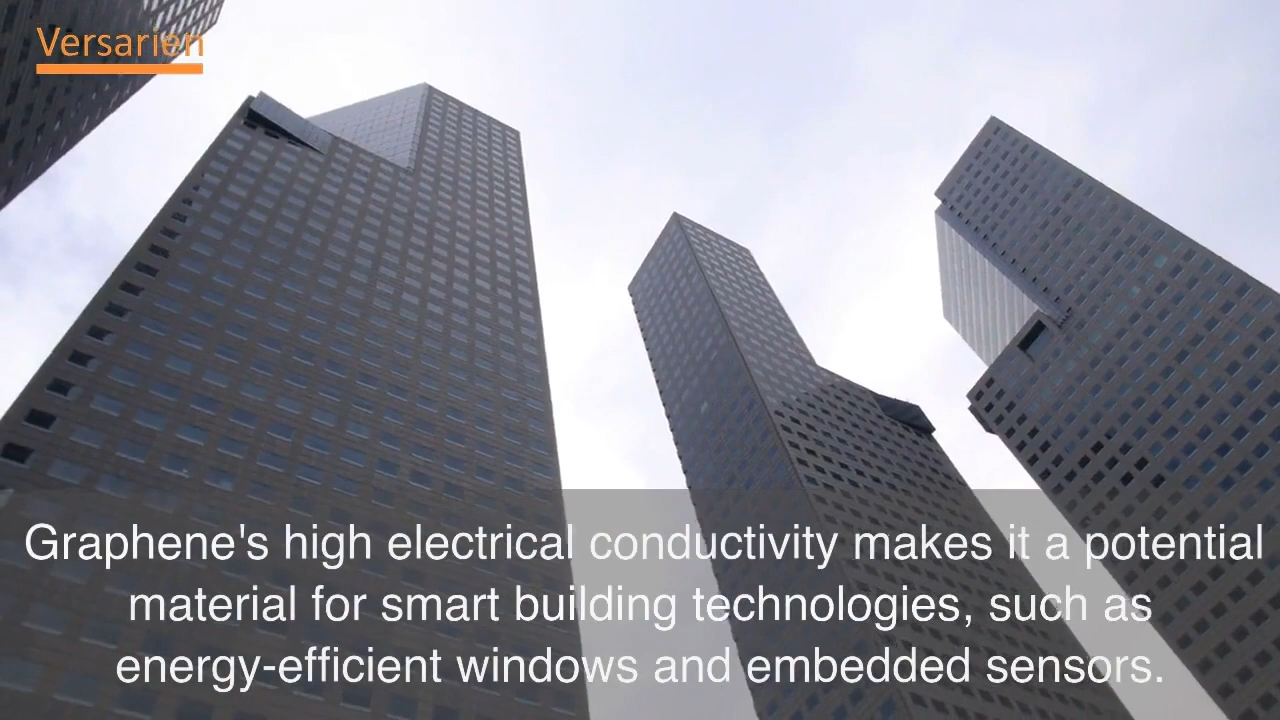 Versarien
Graphene's high electrical conductivity makes it a potential
material for smart building technologies, such as
energy-efficient windows and embedded sensors.